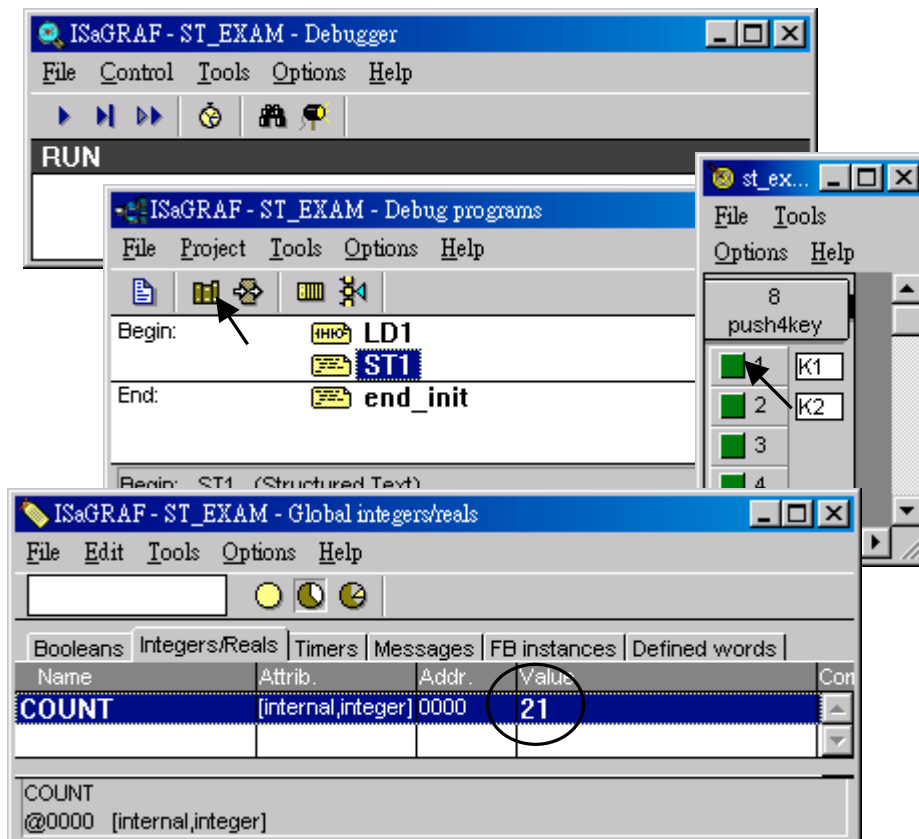 ISaGRAF - ST_EXAM - Debugger
File Control Tools Options Help
RUN
ISaGRAF - ST_EXAM - Debug programs
File Project Tools Options Help
Begin: LD1
ST1
End: end_init
Begin: ST1 (Structured Text)
st_ex...
File Tools
Options Help
8
push4key
1 K1
2 K2
3
4
ISaGRAF - ST_EXAM - Global integers/reals
File Edit Tools Options Help
Booleans Integers/Reals Timers Messages FB instances Defined words
Name Attrib. Addr. Value Com
COUNT [internal,integer] 0000 21
COUNT
@0000 [internal,integer]